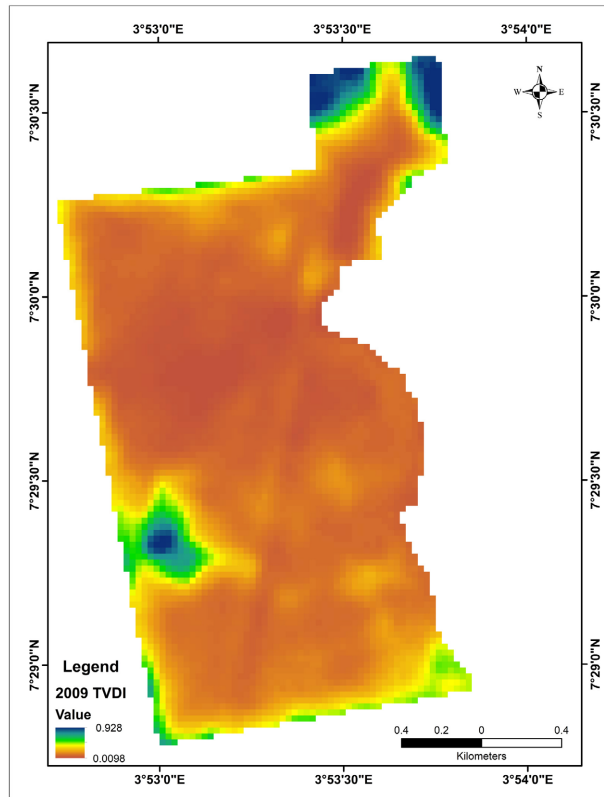 3°53'0"E 3°53'30"E 3°54'0"E
N
W E
S
7°30'30"N 7°30'30"N
7°30'0"N 7°30'0"N
7°29'30"N 7°29'30"N
7°29'0"N 7°29'0"N
Legend
2009 TVDI
Value
0.928
0.0098
0.4 0.2 0 0.4
Kilometers
3°53'0"E 3°53'30"E 3°54'0"E